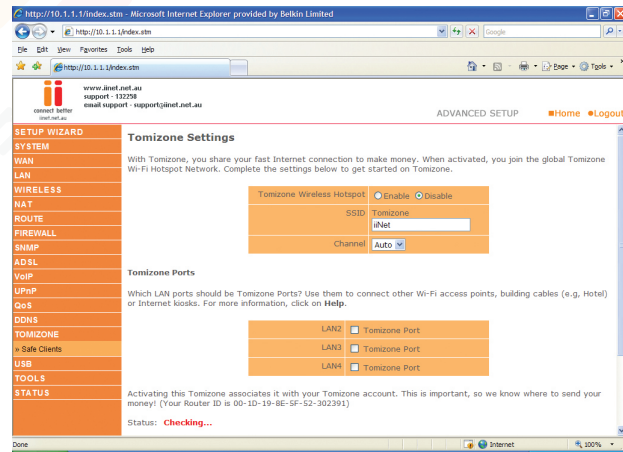 http://10.1.1.1/index.stm - Microsoft Internet Explorer provided by Belkin Limited
http://10.1.1.1/index.stm
Google
File Edit View Favorites Tools Help
http://10.1.1.1/index.stm
Page Tools
www.iinet.net.au
support - 132258
email support - support@iinet.net.au
connect better
iinet.net.au
ADVANCED SETUP
Home
Logout
SETUP WIZARD
SYSTEM
WAN
LAN
WIRELESS
NAT
ROUTE
FIREWALL
SNMP
ADSL
VoIP
UPnP
QoS
DDNS
TOMIZONE
» Safe Clients
USB
TOOLS
STATUS
Tomizone Settings
With Tomizone, you share your fast Internet connection to make money. When activated, you join the global Tomizone
Wi-Fi Hotspot Network. Complete the settings below to get started on Tomizone.
Tomizone Wireless Hotspot Enable Disable
SSID Tomizone
iiNet
Channel Auto
Tomizone Ports
Which LAN ports should be Tomizone Ports? Use them to connect other Wi-Fi access points, building cables (e.g, Hotel)
or Internet kiosks. For more information, click on Help.
LAN2 Tomizone Port
LAN3 Tomizone Port
LAN4 Tomizone Port
Activating this Tomizone associates it with your Tomizone account. This is important, so we know where to send your
money! (Your Router ID is 00-1D-19-8E-5F-52-302391)
Status: Checking...
Done
Internet
100%